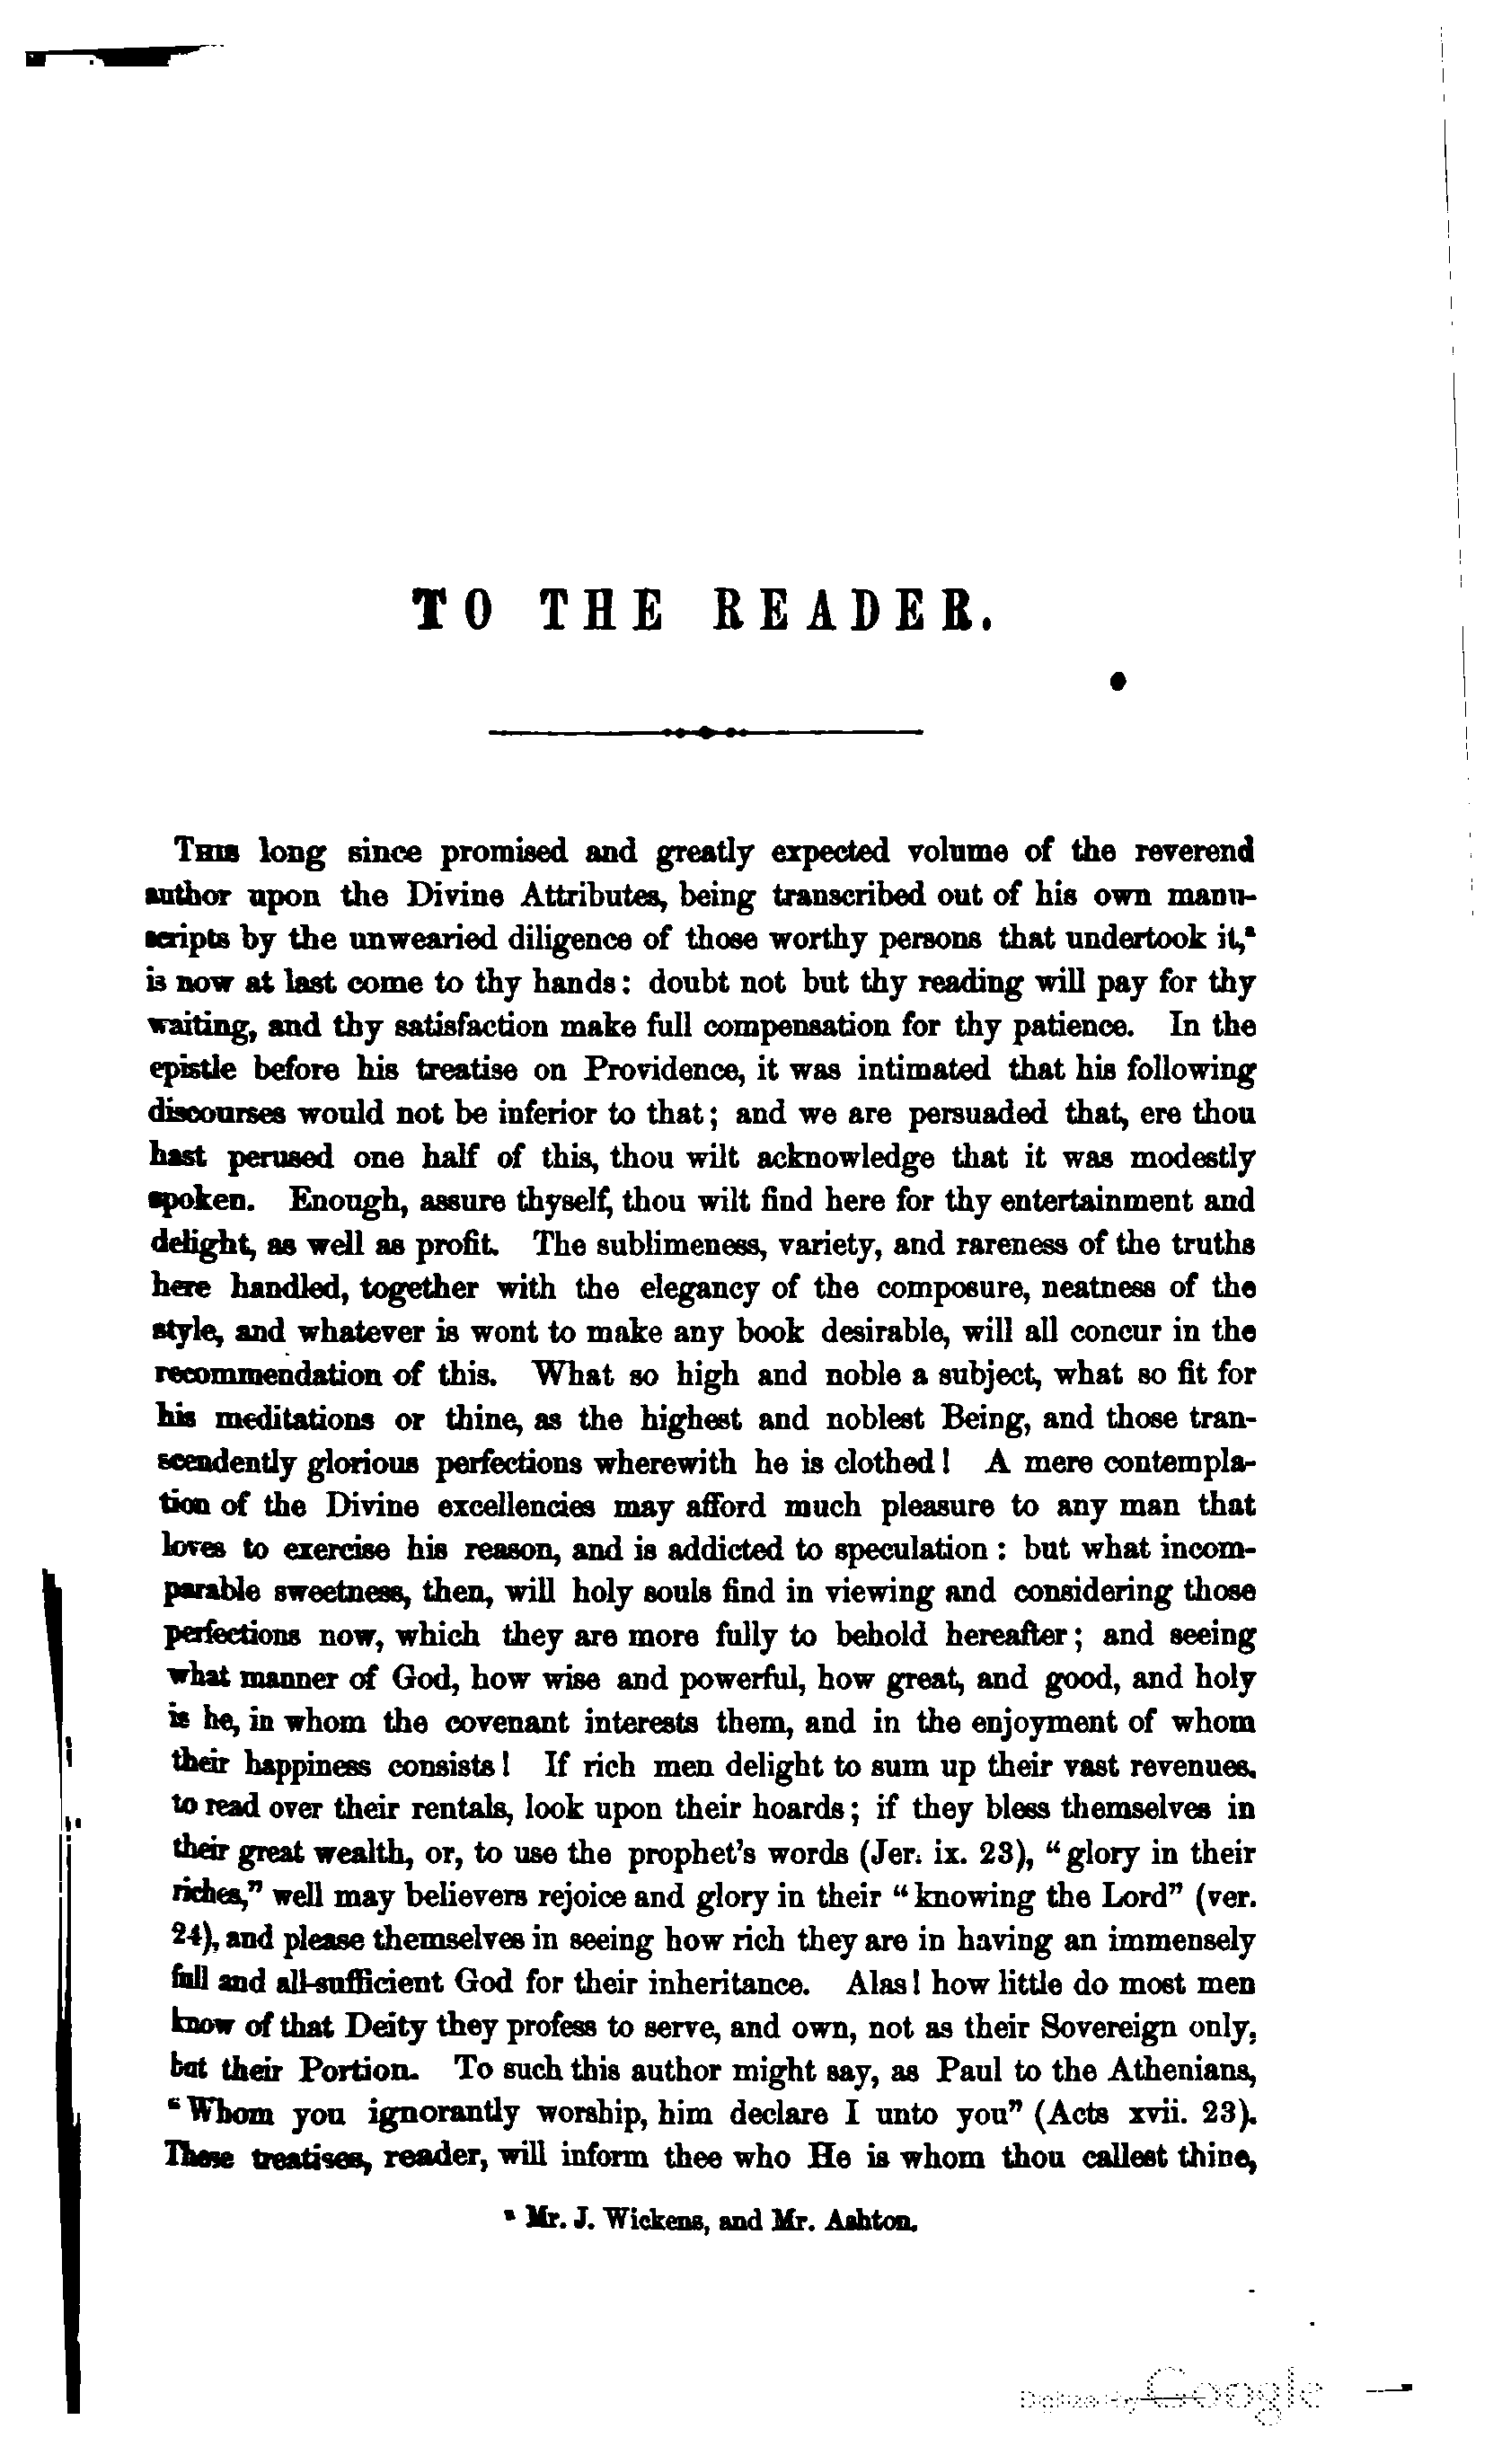 TO THE READER.
THIS long since promised and greatly expected volume of the reverend
author upon the Divine Attributes, being transcribed out of his own manu-
scripts by the unwearied diligence of those worthy persons that undertook it,ª
is now at last come to thy hands: doubt not but thy reading will pay for thy
waiting, and thy satisfaction make full compensation for thy patience. In the
epistle before his treatise on Providence, it was intimated that his following
discourses would not be inferior to that; and we are persuaded that, ere thou
hast perused one half of this, thou wilt acknowledge that it was modestly
spoken. Enough, assure thyself, thou wilt find here for thy entertainment and
delight, as well as profit. The sublimeness, variety, and rareness of the truths
here handled, together with the elegancy of the composure, neatness of the
style, and whatever is wont to make any book desirable, will all concur in the
recommendation of this. What so high and noble a subject, what so fit for
his meditations or thine, as the highest and noblest Being, and those tran-
scendently glorious perfections wherewith he is clothed! A mere contempla-
tion of the Divine excellencies may afford much pleasure to any man that
loves to exercise his reason, and is addicted to speculation: but what incom-
parable sweetness, then, will holy souls find in viewing and considering those
perfections now, which they are more fully to behold hereafter; and seeing
what manner of God, how wise and powerful, how great, and good, and holy
is he, in whom the covenant interests them, and in the enjoyment of whom
their happiness consists! If rich men delight to sum up their vast revenues,
to read over their rentals, look upon their hoards; if they bless themselves in
their great wealth, or, to use the prophet's words (Jer. ix. 23), "glory in their
riches," well may believers rejoice and glory in their "knowing the Lord" (ver.
24), and please themselves in seeing how rich they are in having an immensely
full and all-sufficient God for their inheritance. Alas! how little do most men
know of that Deity they profess to serve, and own, not as their Sovereign only,
but their Portion. To such this author might say, as Paul to the Athenians,
"Whom you ignorantly worship, him declare I unto you" (Acts xvii. 23).
These treatises, reader, will inform thee who He is whom thou callest thine,
ª Mr. J. Wickens, and Mr. Ashton.
Digitized by Google